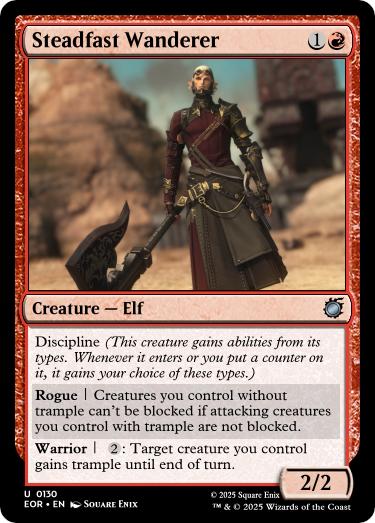 Steadfast Wanderer 1
Creature — Elf
Discipline (This creature gains abilities from its
types. Whenever it enters or you put a counter on
it, it gains your choice of these types.)
Rogue | Creatures you control without
trample can't be blocked if attacking creatures
you control with trample are not blocked.
Warrior | 2: Target creature you control
gains trample until end of turn.
2/2
U 0130
EOR • EN SQUARE ENIX
© 2025 Square Enix
™ & © 2025 Wizards of the Coast